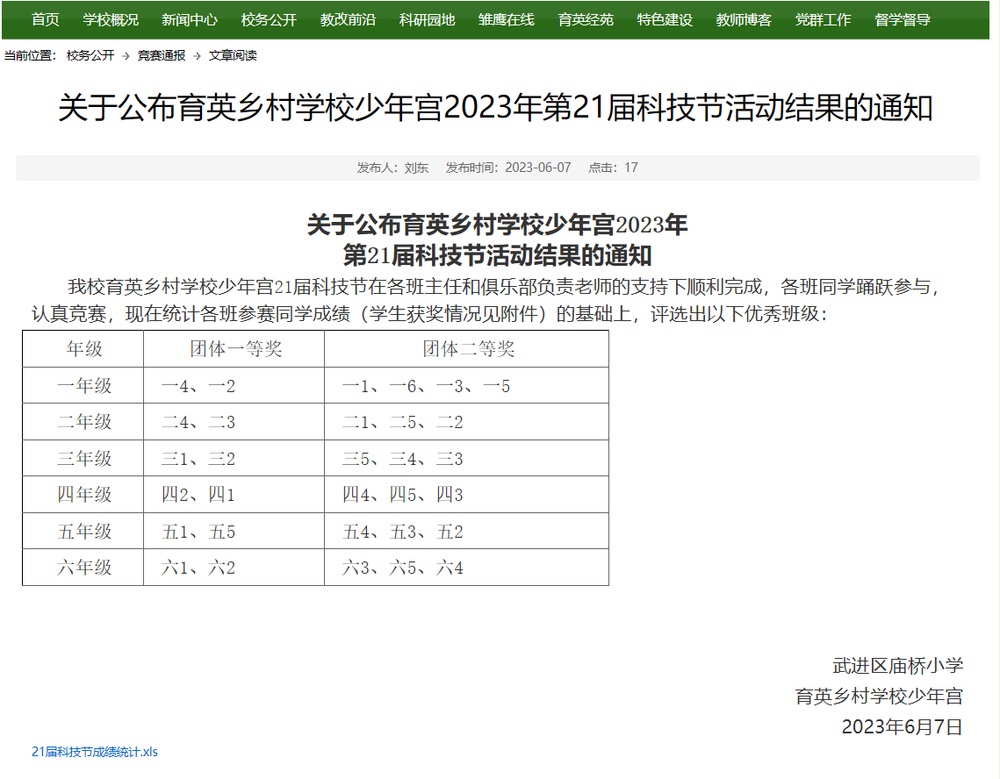 首页 学校概况 新闻中心 校务公开 教改前沿 科研园地 雏鹰在线 育英经苑 特色建设 教师博客 党群工作 督学督导
当前位置： 校务公开 → 竞赛通报 → 文章阅读
关于公布育英乡村学校少年宫2023年第21届科技节活动结果的通知
发布人：刘东 发布时间：2023-06-07 点击：17
关于公布育英乡村学校少年宫2023年
第21届科技节活动结果的通知
我校育英乡村学校少年宫21届科技节在各班主任和俱乐部负责老师的支持下顺利完成，各班同学踊跃参与，
认真竞赛，现在统计各班参赛同学成绩（学生获奖情况见附件）的基础上，评选出以下优秀班级：
年级 团体一等奖 团体二等奖
一年级 一4、一2 一1、一6、一3、一5
二年级 二4、二3 二1、二5、二2
三年级 三1、三2 三5、三4、三3
四年级 四2、四1 四4、四5、四3
五年级 五1、五5 五4、五3、五2
六年级 六1、六2 六3、六5、六4
武进区庙桥小学
育英乡村学校少年宫
2023年6月7日
21届科技节成绩统计.xls